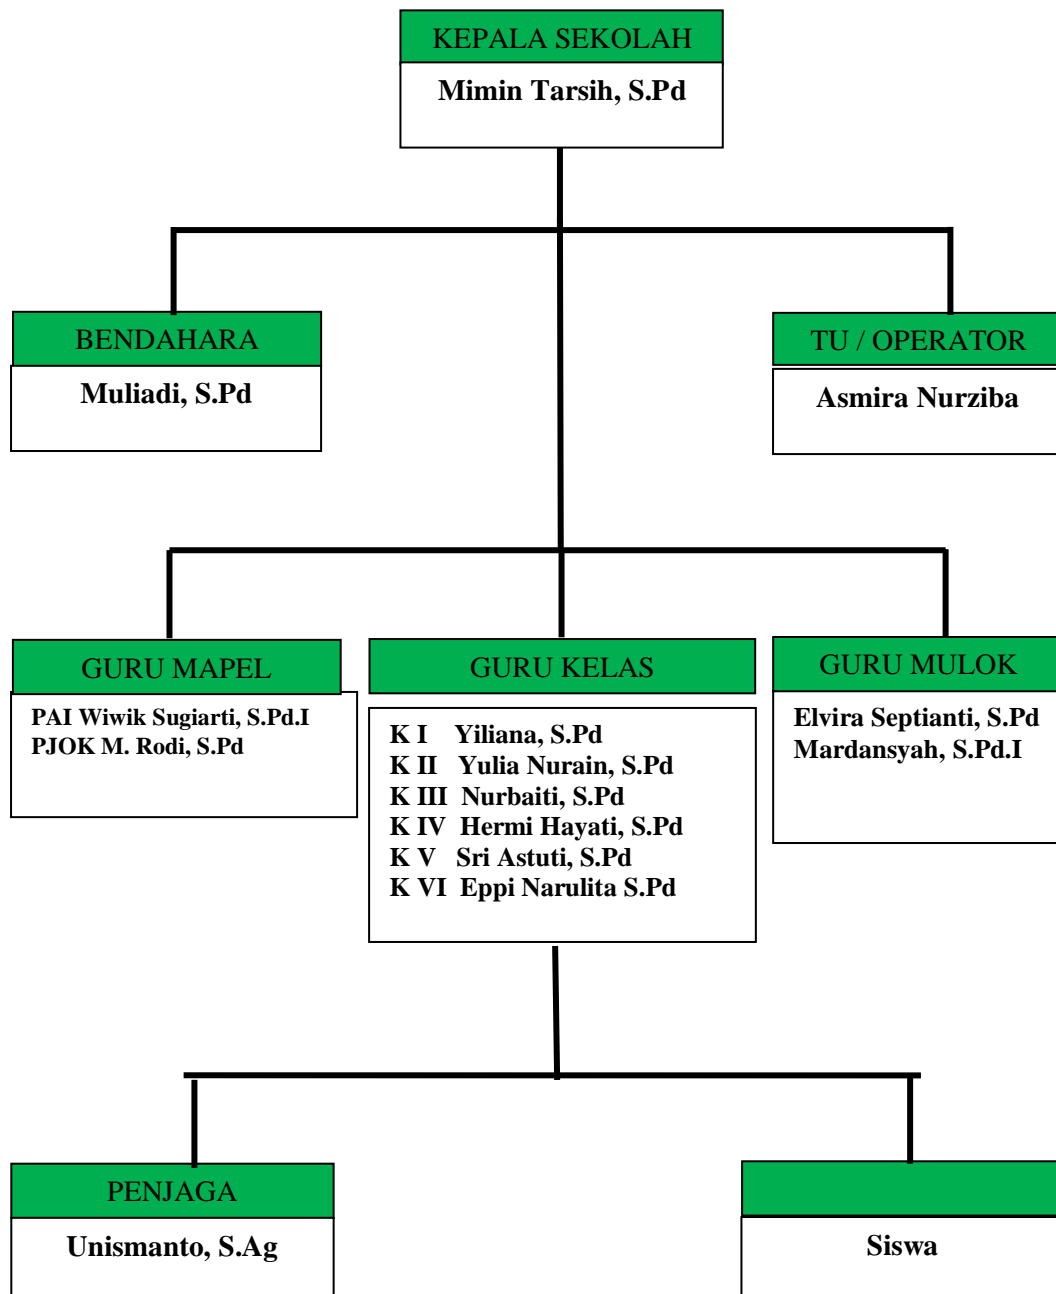 KEPALA SEKOLAH
Mimin Tarsih, S.Pd
BENDAHARA
Muliadi, S.Pd
TU / OPERATOR
Asmira Nurziba
GURU MAPEL
PAI Wiwik Sugiarti, S.Pd.I
PJOK M. Rodi, S.Pd
GURU KELAS
K I Yiliana, S.Pd
K II Yulia Nurain, S.Pd
K III Nurbaiti, S.Pd
K IV Hermi Hayati, S.Pd
K V Sri Astuti, S.Pd
K VI Eppi Narulita S.Pd
GURU MULOK
Elvira Septianti, S.Pd
Mardansyah, S.Pd.I
PENJAGA
Unismanto, S.Ag
Siswa